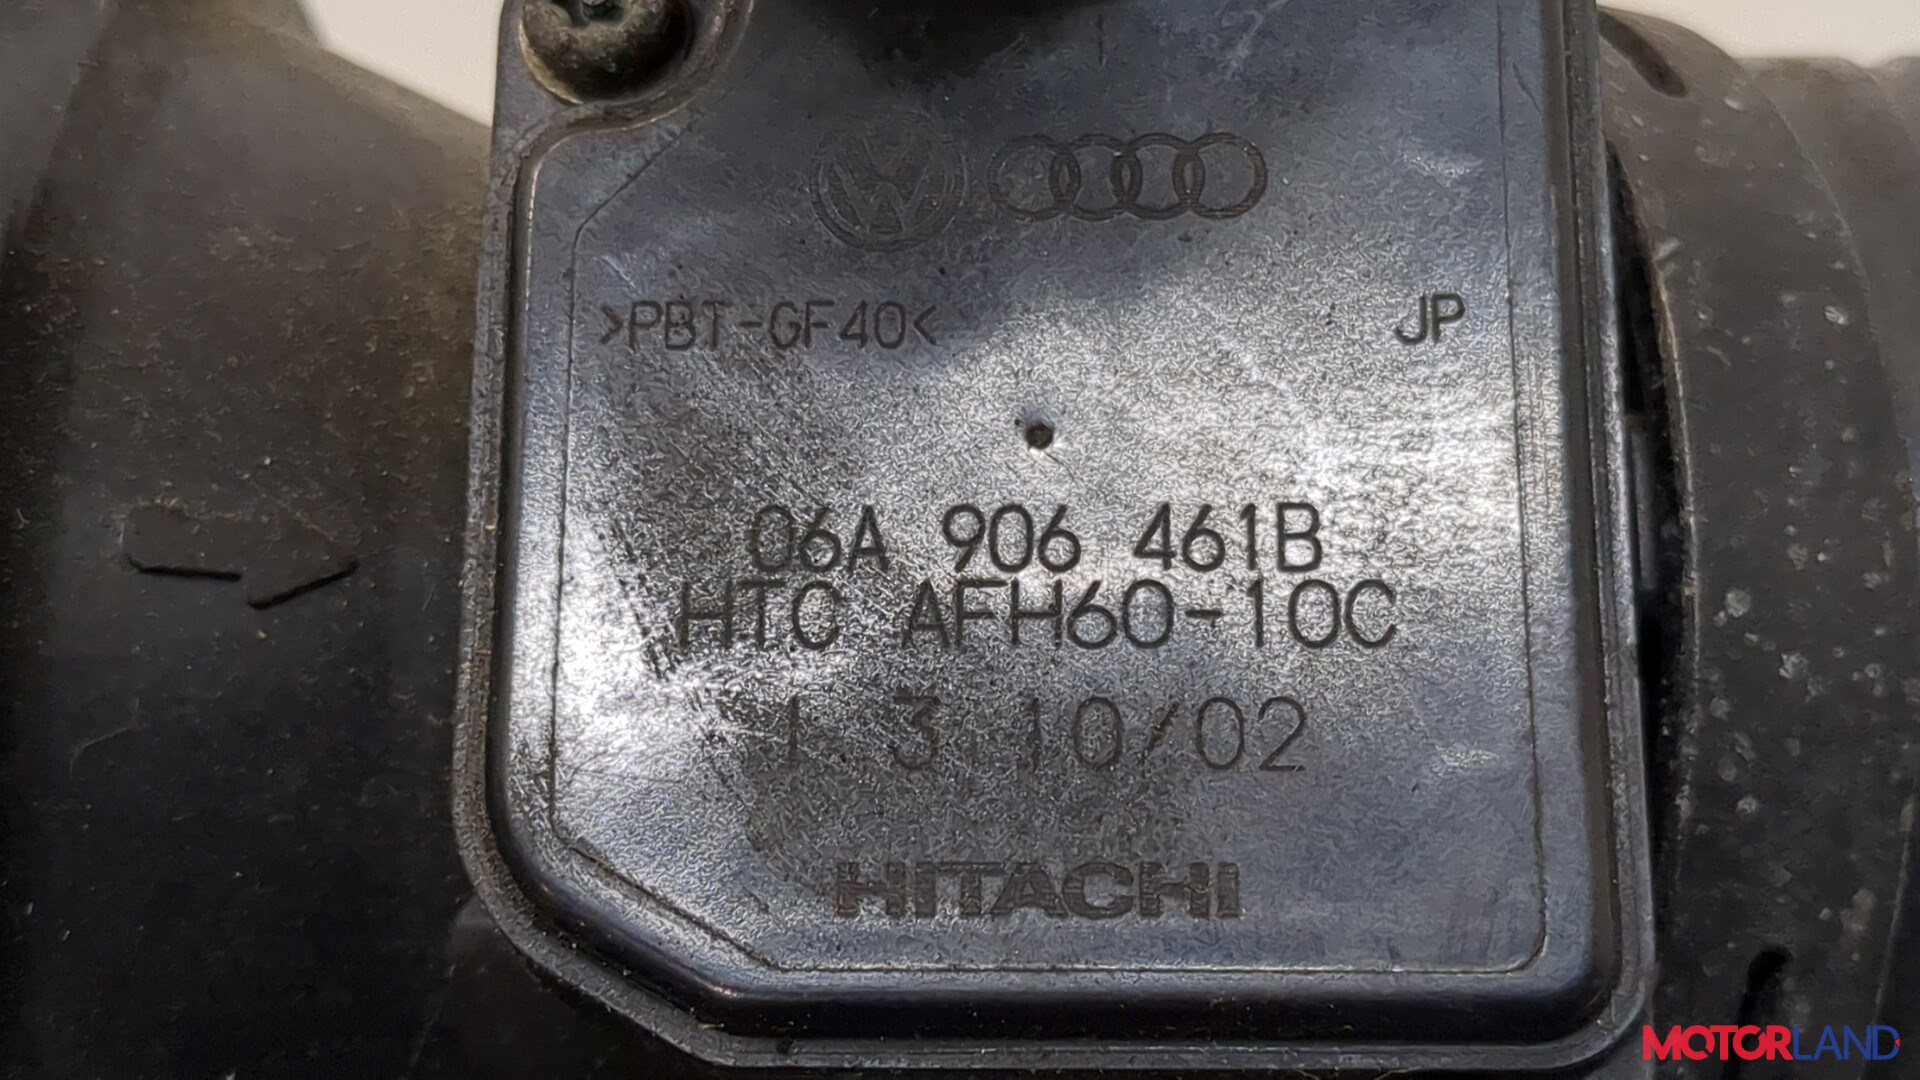 >PBT-GF40< JP
06A 906 461B
HTC AFH60-10C
1 3 10/02
HITACHI
MOTORLAND